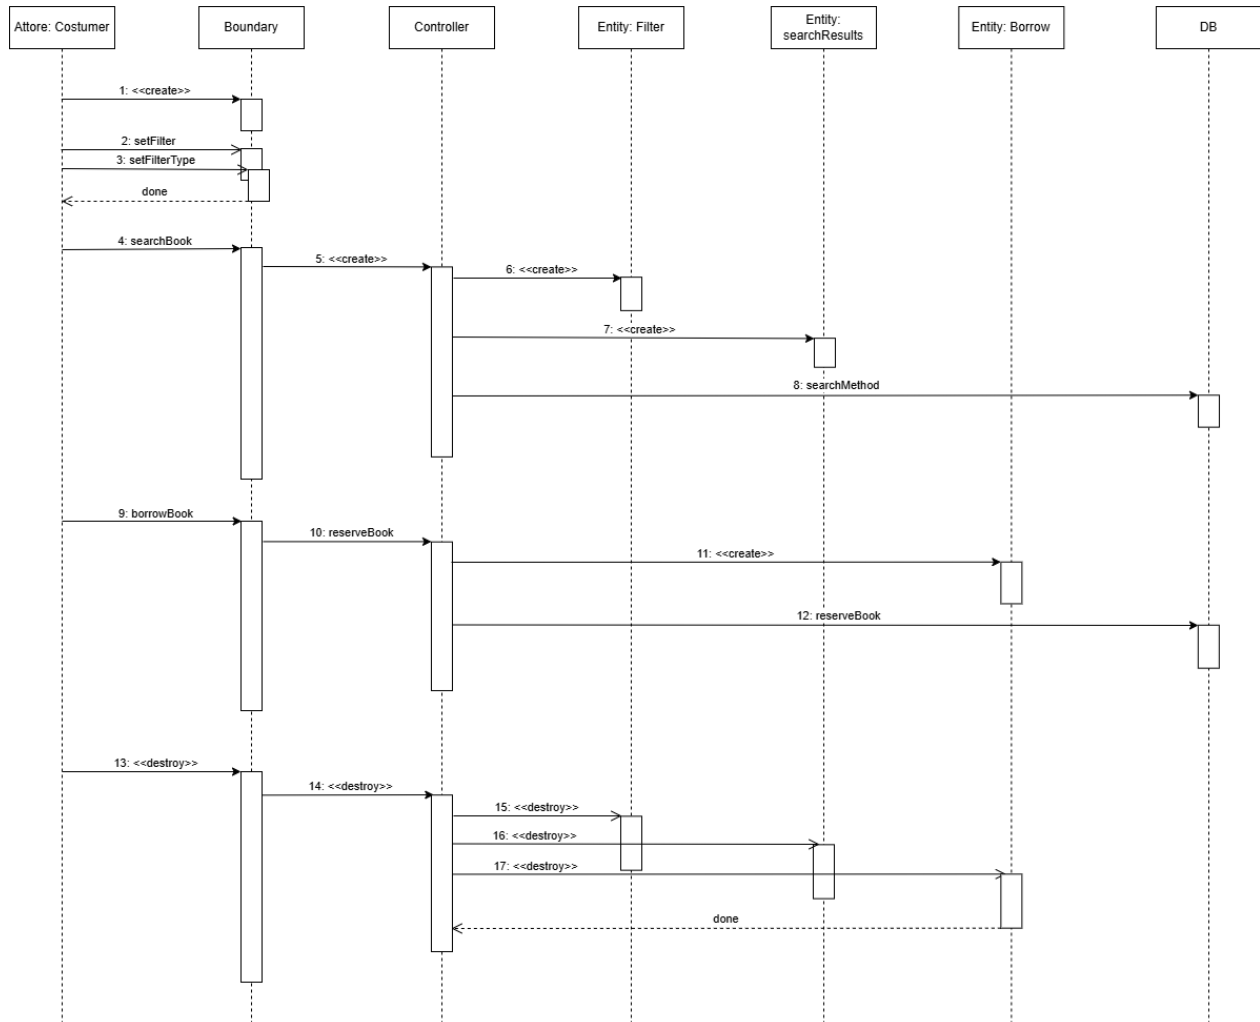 Attore: Costumer
Boundary
Controller
Entity: Filter
Entity:
searchResults
Entity: Borrow
DB
1: <<create>>
2: setFilter
3: setFilterType
done
4: searchBook
5: <<create>>
6: <<create>>
7: <<create>>
8: searchMethod
9: borrowBook
10: reserveBook
11: <<create>>
12: reserveBook
13: <<destroy>>
14: <<destroy>>
15: <<destroy>>
16: <<destroy>>
17: <<destroy>>
done